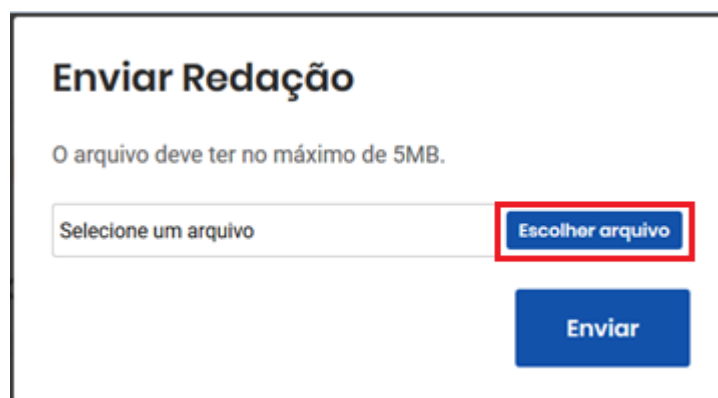 Enviar Redação
O arquivo deve ter no máximo de 5MB.
Selecione um arquivo Escolher arquivo
Enviar